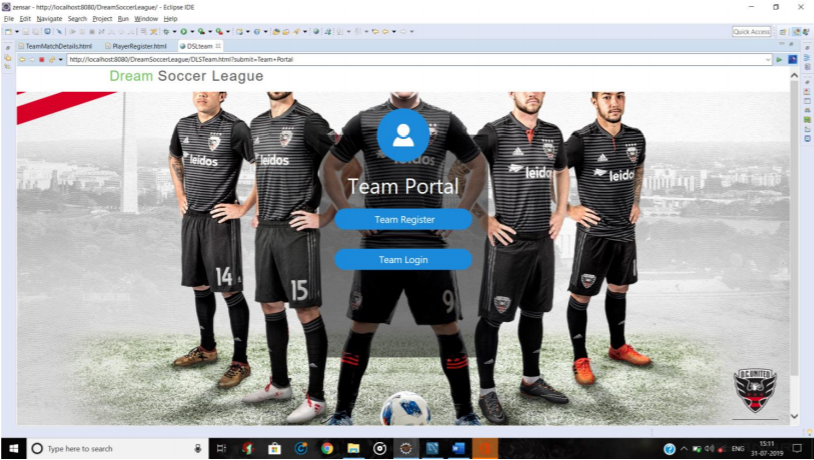 zensar - http://localhost:8080/DreamSoccerLeague/ - Eclipse IDE
File Edit Navigate Search Project Run Window Help
Quick Access
TeamMatchDetails.html PlayerRegister.html DSLteam
http://localhost:8080/DreamSoccerLeague/DLSTeam.html?submit=Team+Portal
Dream Soccer League
leidos leidos leidos leidos leidos
Team Portal
Team Register
Team Login
14 15 9
D.C. UNITED
Type here to search
ENG
15:11
31-07-2019